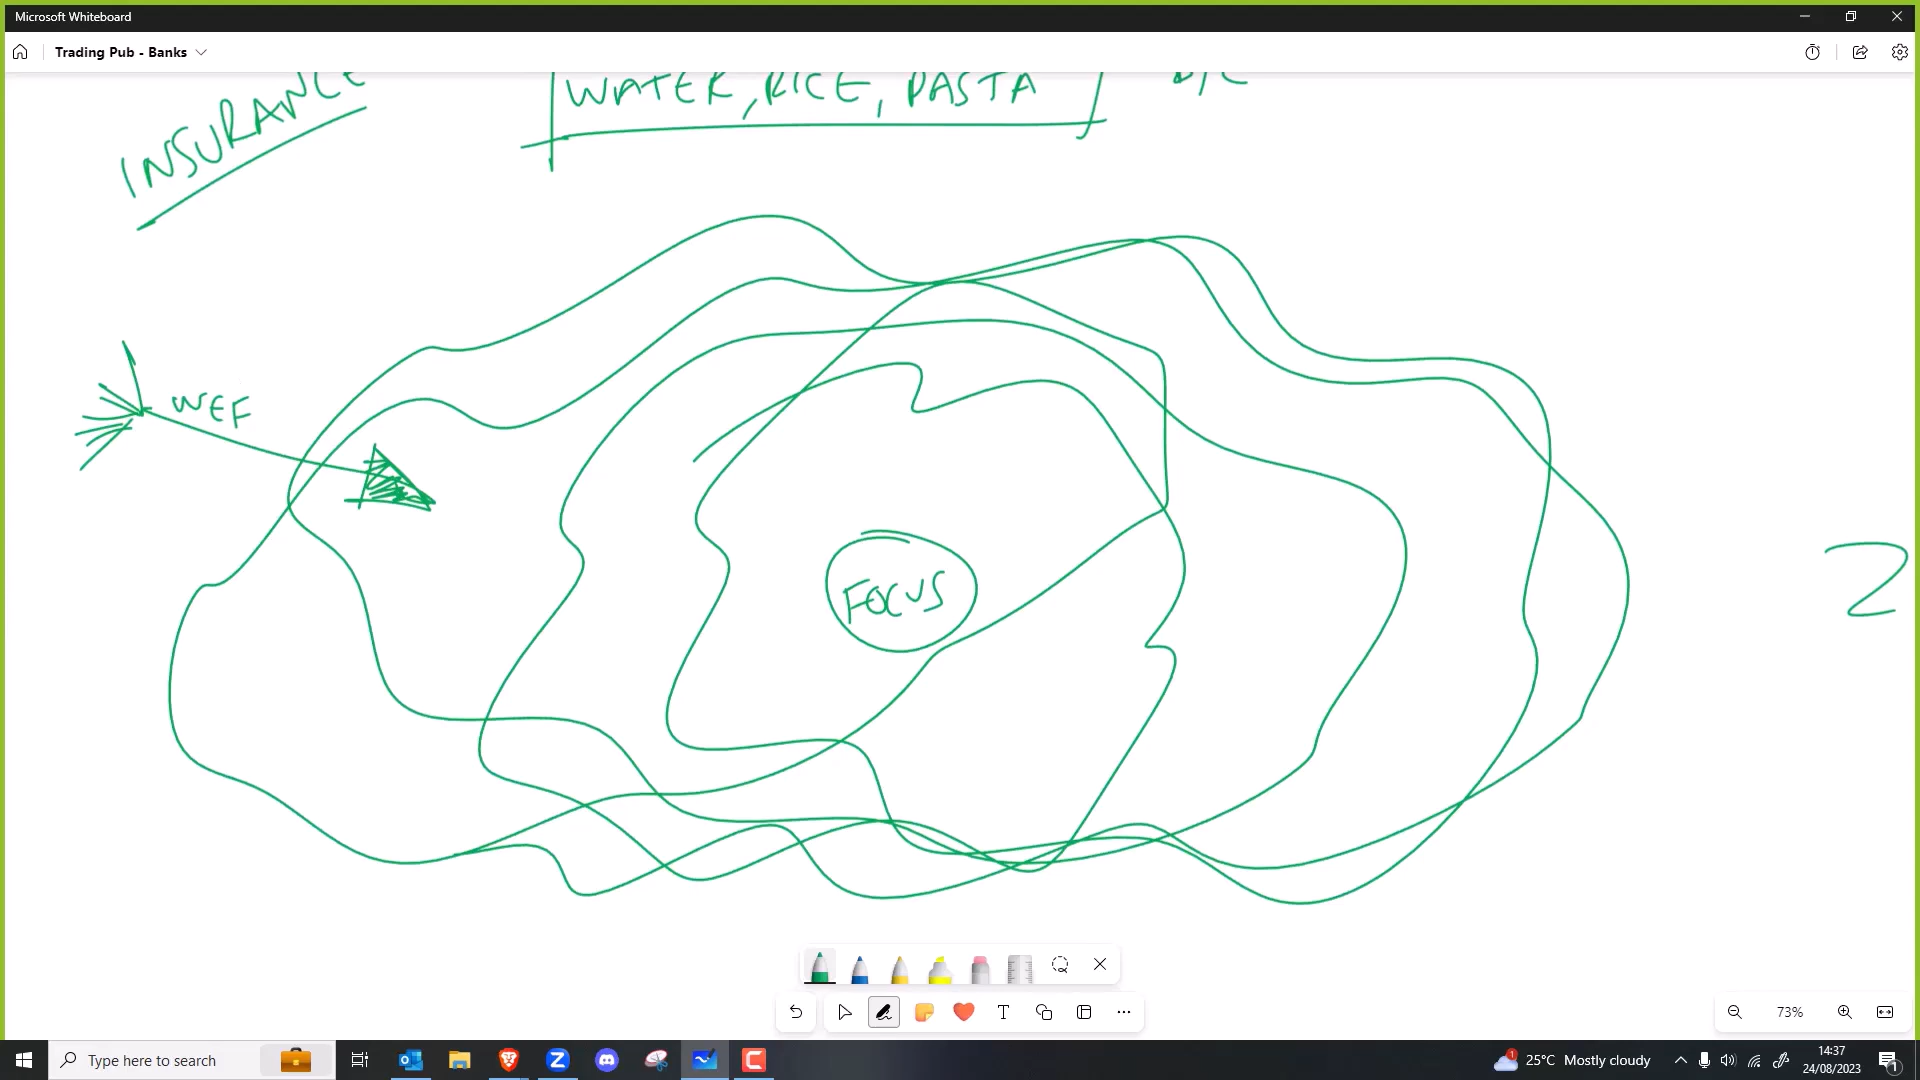 Microsoft Whiteboard
Trading Pub - Banks
INSURANCE
WATER, RICE, PASTA
WEF
FOCUS
2
T
73%
Type here to search
25°C Mostly cloudy
14:37
24/08/2023